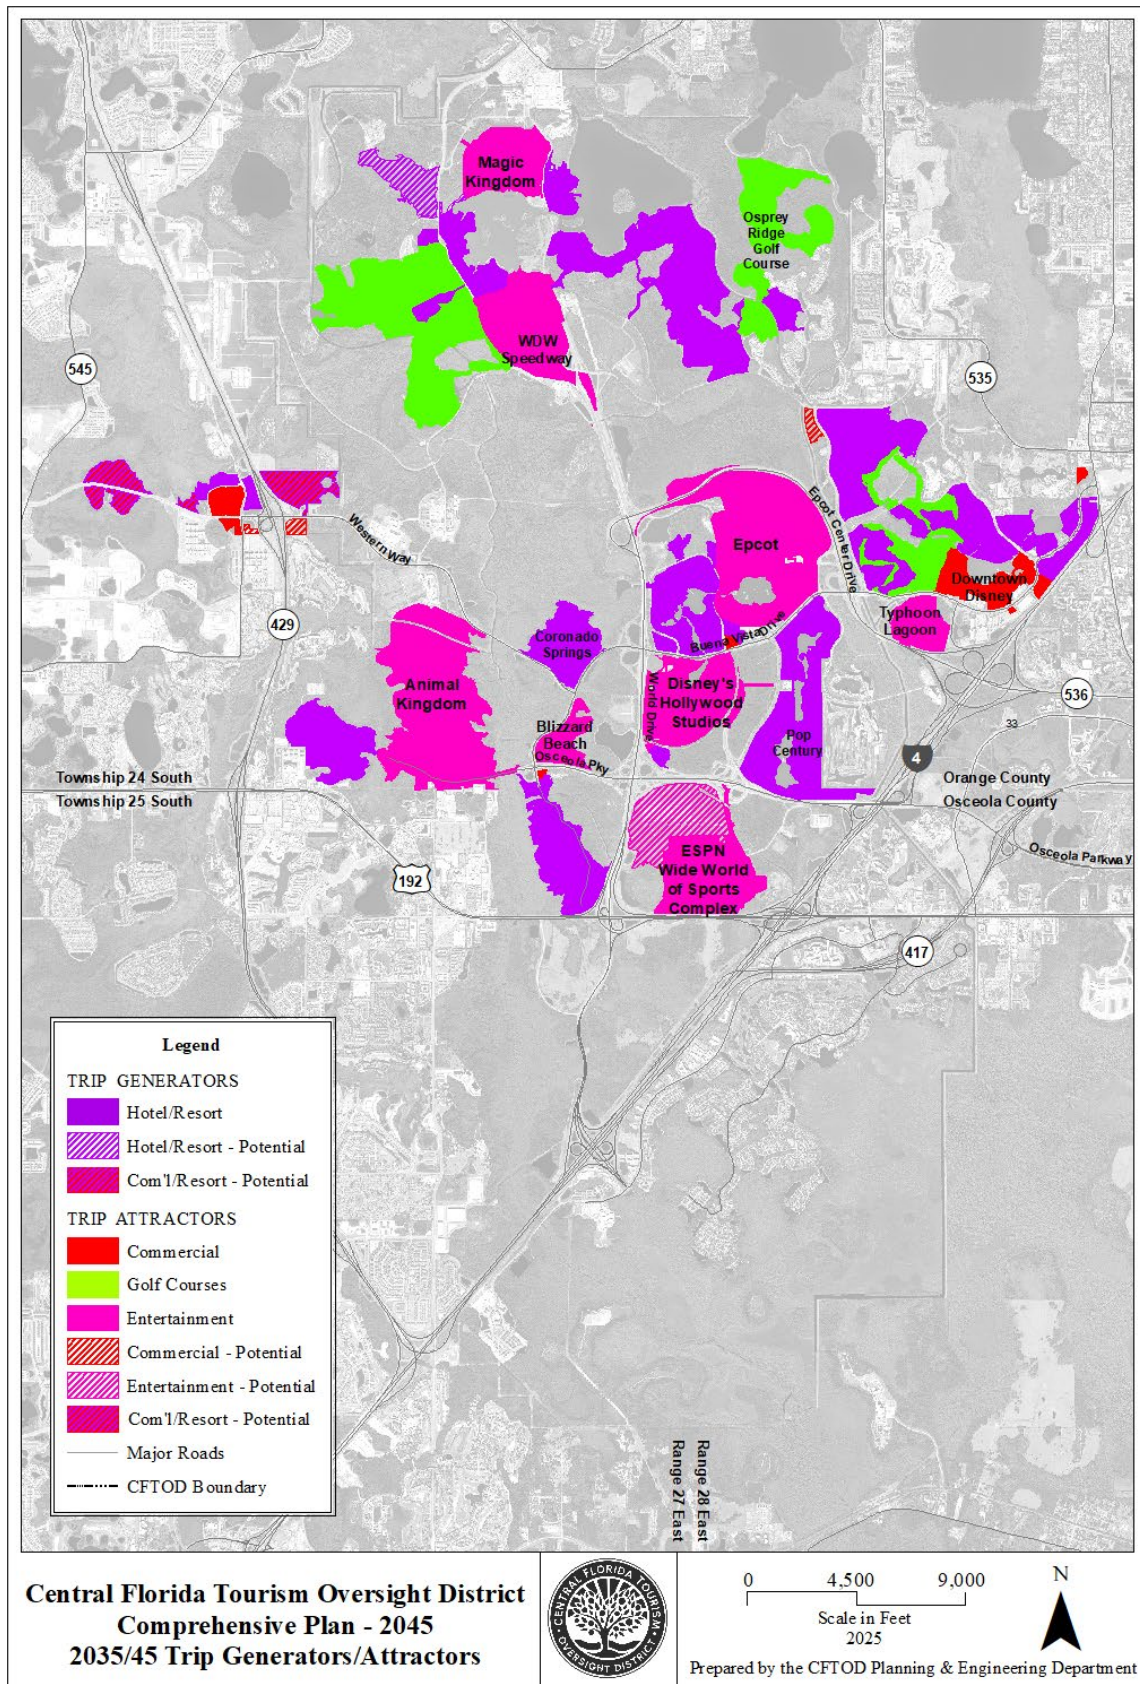 Magic
Kingdom
Osprey
Ridge
Golf
Course
WDW
Speedway
545
535
Epcot Center Drive
Western Way
Epcot
Downtown
Disney
Typhoon
Lagoon
429
Coronado
Springs
Buena Vista Drive
World Drive
Disney's
Hollywood
Studios
536
Animal
Kingdom
Blizzard
Beach
Osceola Pky
Pop
Century
33
4
Township 24 South
Township 25 South
Orange County
Osceola County
Osceola Parkway
192
ESPN
Wide World
of Sports
Complex
417
Legend
TRIP GENERATORS
Hotel/Resort
Hotel/Resort - Potential
Com'l/Resort - Potential
TRIP ATTRACTORS
Commercial
Golf Courses
Entertainment
Commercial - Potential
Entertainment - Potential
Com'l/Resort - Potential
Major Roads
CFTOD Boundary
Range 27 East
Range 28 East
Central Florida Tourism Oversight District
Comprehensive Plan - 2045
2035/45 Trip Generators/Attractors
CENTRAL FLORIDA TOURISM
OVERSIGHT DISTRICT
0 4,500 9,000
Scale in Feet
2025
N
Prepared by the CFTOD Planning & Engineering Department